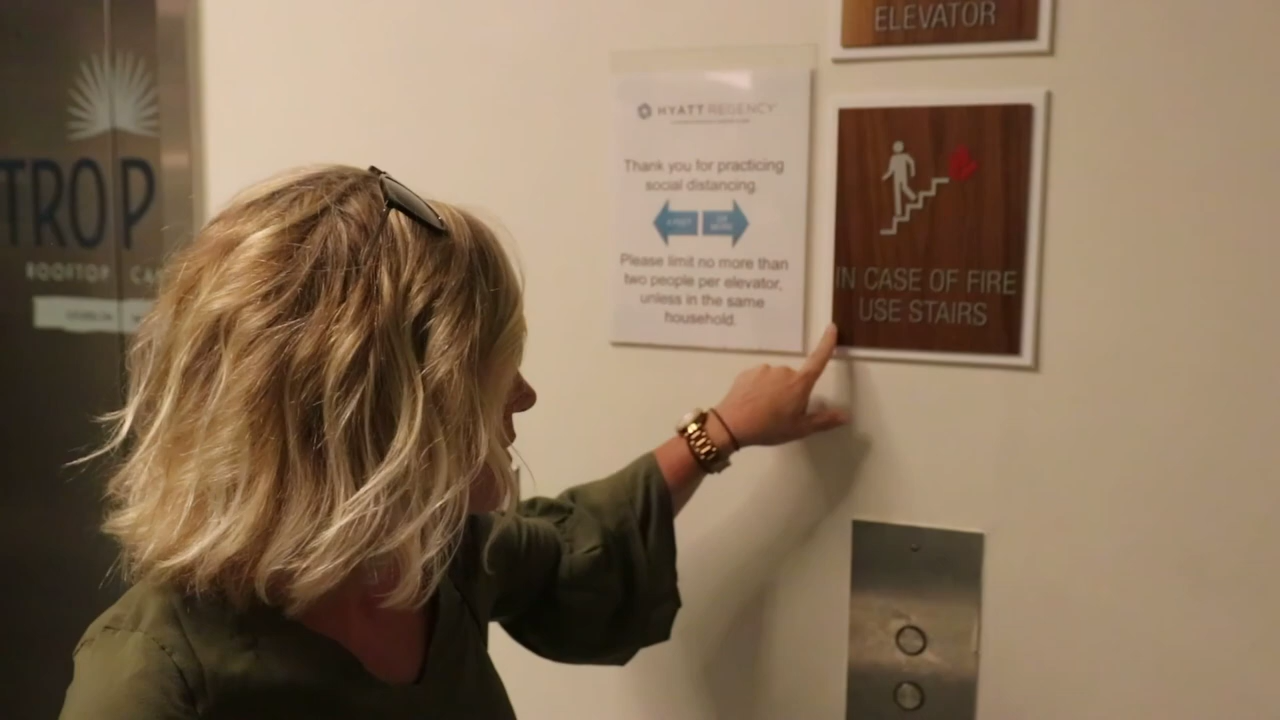 TROP
ROOFTOP
HYATT REGENCY
Thank you for practicing
social distancing.
Please limit no more than
two people per elevator,
unless in the same
household.
ELEVATOR
IN CASE OF FIRE
USE STAIRS